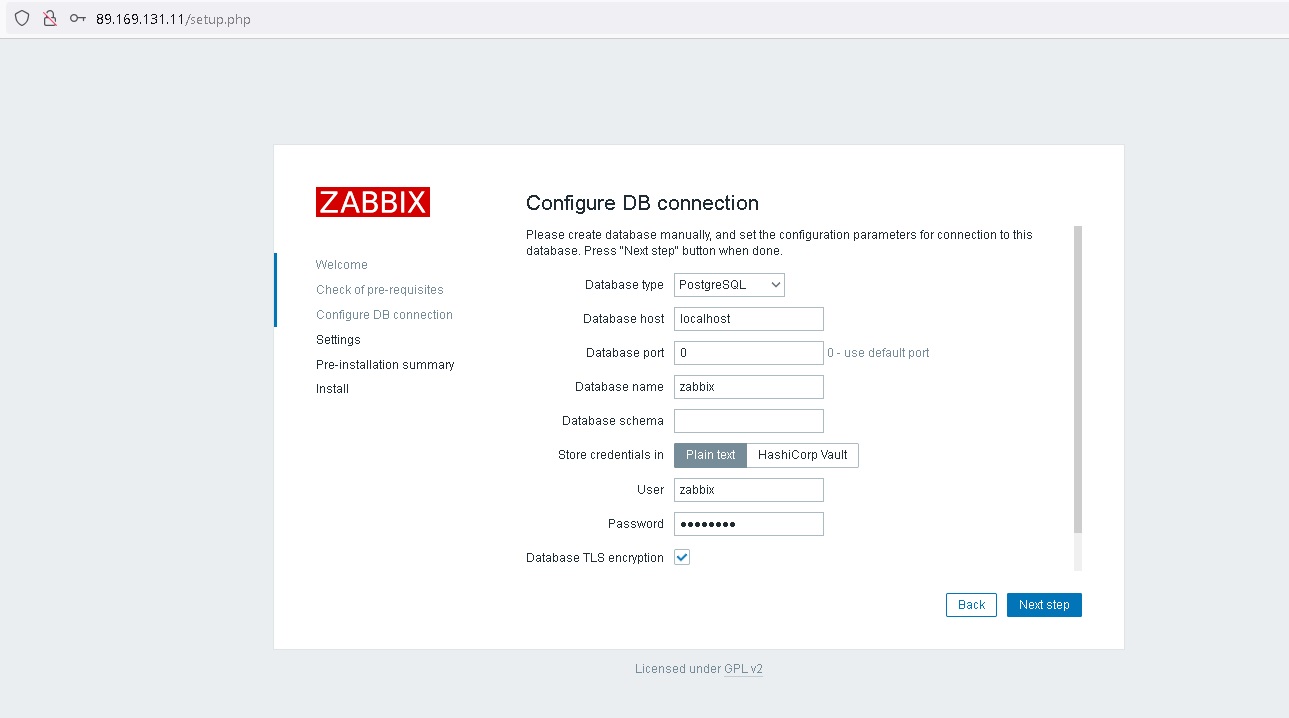 89.169.131.11/setup.php
ZABBIX
Welcome
Check of pre-requisites
Configure DB connection
Settings
Pre-installation summary
Install
Configure DB connection
Please create database manually, and set the configuration parameters for connection to this
database. Press "Next step" button when done.
Database type PostgreSQL
Database host localhost
Database port 0 0 - use default port
Database name zabbix
Database schema
Store credentials in Plain text HashiCorp Vault
User zabbix
Password ●●●●●●●●
Database TLS encryption
Back Next step
Licensed under GPL v2